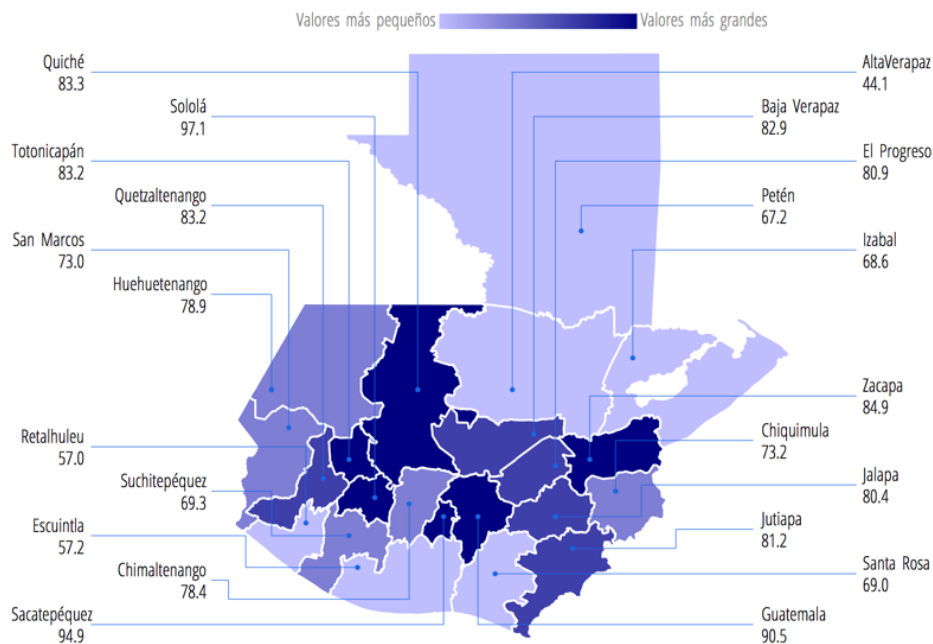 Valores más pequeños
Valores más grandes
Quiché
83.3
Sololá
97.1
Totonicapán
83.2
Quetzaltenango
83.2
San Marcos
73.0
Huehuetenango
78.9
Retalhuleu
57.0
Suchitepéquez
69.3
Escuintla
57.2
Chimaltenango
78.4
Sacatepéquez
94.9
AltaVerapaz
44.1
Baja Verapaz
82.9
El Progreso
80.9
Petén
67.2
Izabal
68.6
Zacapa
84.9
Chiquimula
73.2
Jalapa
80.4
Jutiapa
81.2
Santa Rosa
69.0
Guatemala
90.5